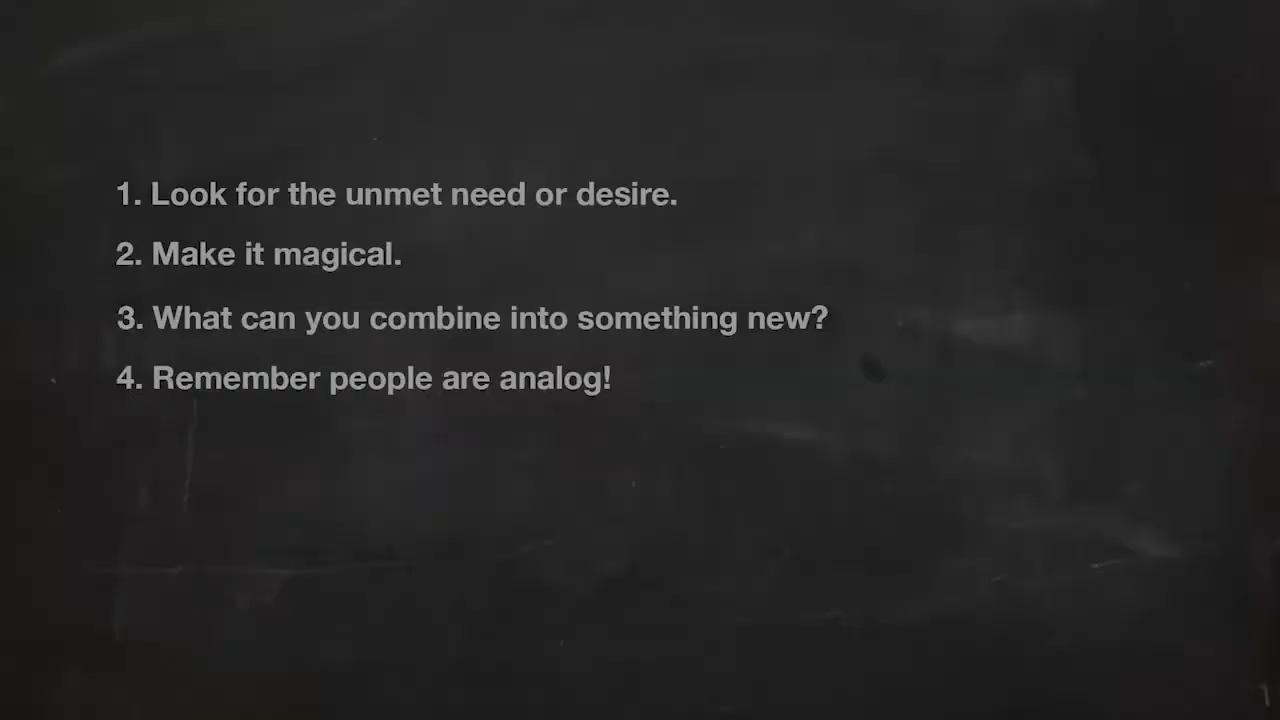 1. Look for the unmet need or desire.
2. Make it magical.
3. What can you combine into something new?
4. Remember people are analog!